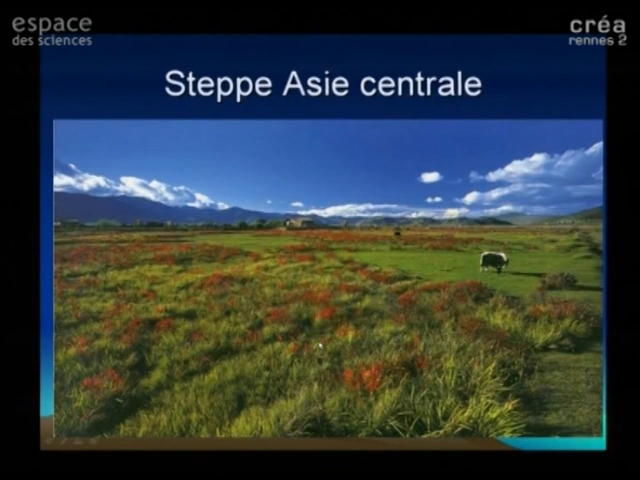 espace
des sciences
créa
rennes 2
Steppe Asie centrale